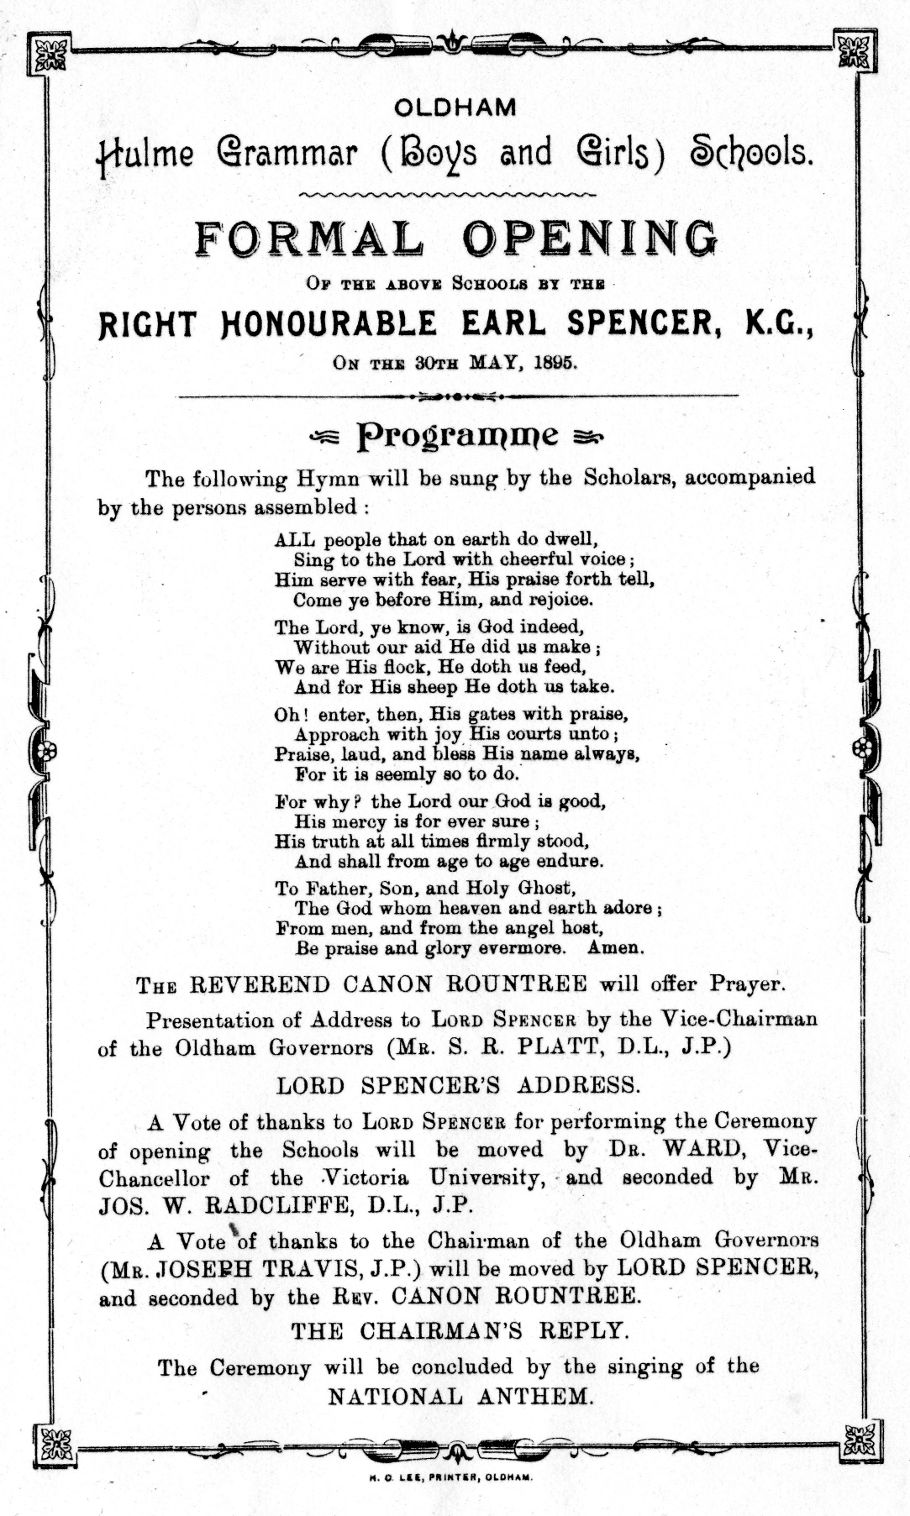 OLDHAM
Hulme Grammar (Boys and Girls) Schools.
FORMAL OPENING
OF THE ABOVE SCHOOLS BY THE
RIGHT HONOURABLE EARL SPENCER, K.G.,
ON THE 30TH MAY, 1895.
Programme
The following Hymn will be sung by the Scholars, accompanied
by the persons assembled :
ALL people that on earth do dwell,
Sing to the Lord with cheerful voice;
Him serve with fear, His praise forth tell,
Come ye before Him, and rejoice.
The Lord, ye know, is God indeed,
Without our aid He did us make;
We are His flock, He doth us feed,
And for His sheep He doth us take.
Oh! enter, then, His gates with praise,
Approach with joy His courts unto;
Praise, laud, and bless His name always,
For it is seemly so to do.
For why? the Lord our God is good,
His mercy is for ever sure;
His truth at all times firmly stood,
And shall from age to age endure.
To Father, Son, and Holy Ghost,
The God whom heaven and earth adore;
From men, and from the angel host,
Be praise and glory evermore. Amen.
THE REVEREND CANON ROUNTREE will offer Prayer.
Presentation of Address to LORD SPENCER by the Vice-Chairman
of the Oldham Governors (MR. S. R. PLATT, D.L., J.P.)
LORD SPENCER'S ADDRESS.
A Vote of thanks to LORD SPENCER for performing the Ceremony
of opening the Schools will be moved by DR. WARD, Vice-
Chancellor of the Victoria University, and seconded by MR.
JOS. W. RADCLIFFE, D.L., J.P.
A Vote of thanks to the Chairman of the Oldham Governors
(MR. JOSEPH TRAVIS, J.P.) will be moved by LORD SPENCER,
and seconded by the REV. CANON ROUNTREE.
THE CHAIRMAN'S REPLY.
The Ceremony will be concluded by the singing of the
NATIONAL ANTHEM.
H. C. LEE, PRINTER, OLDHAM.